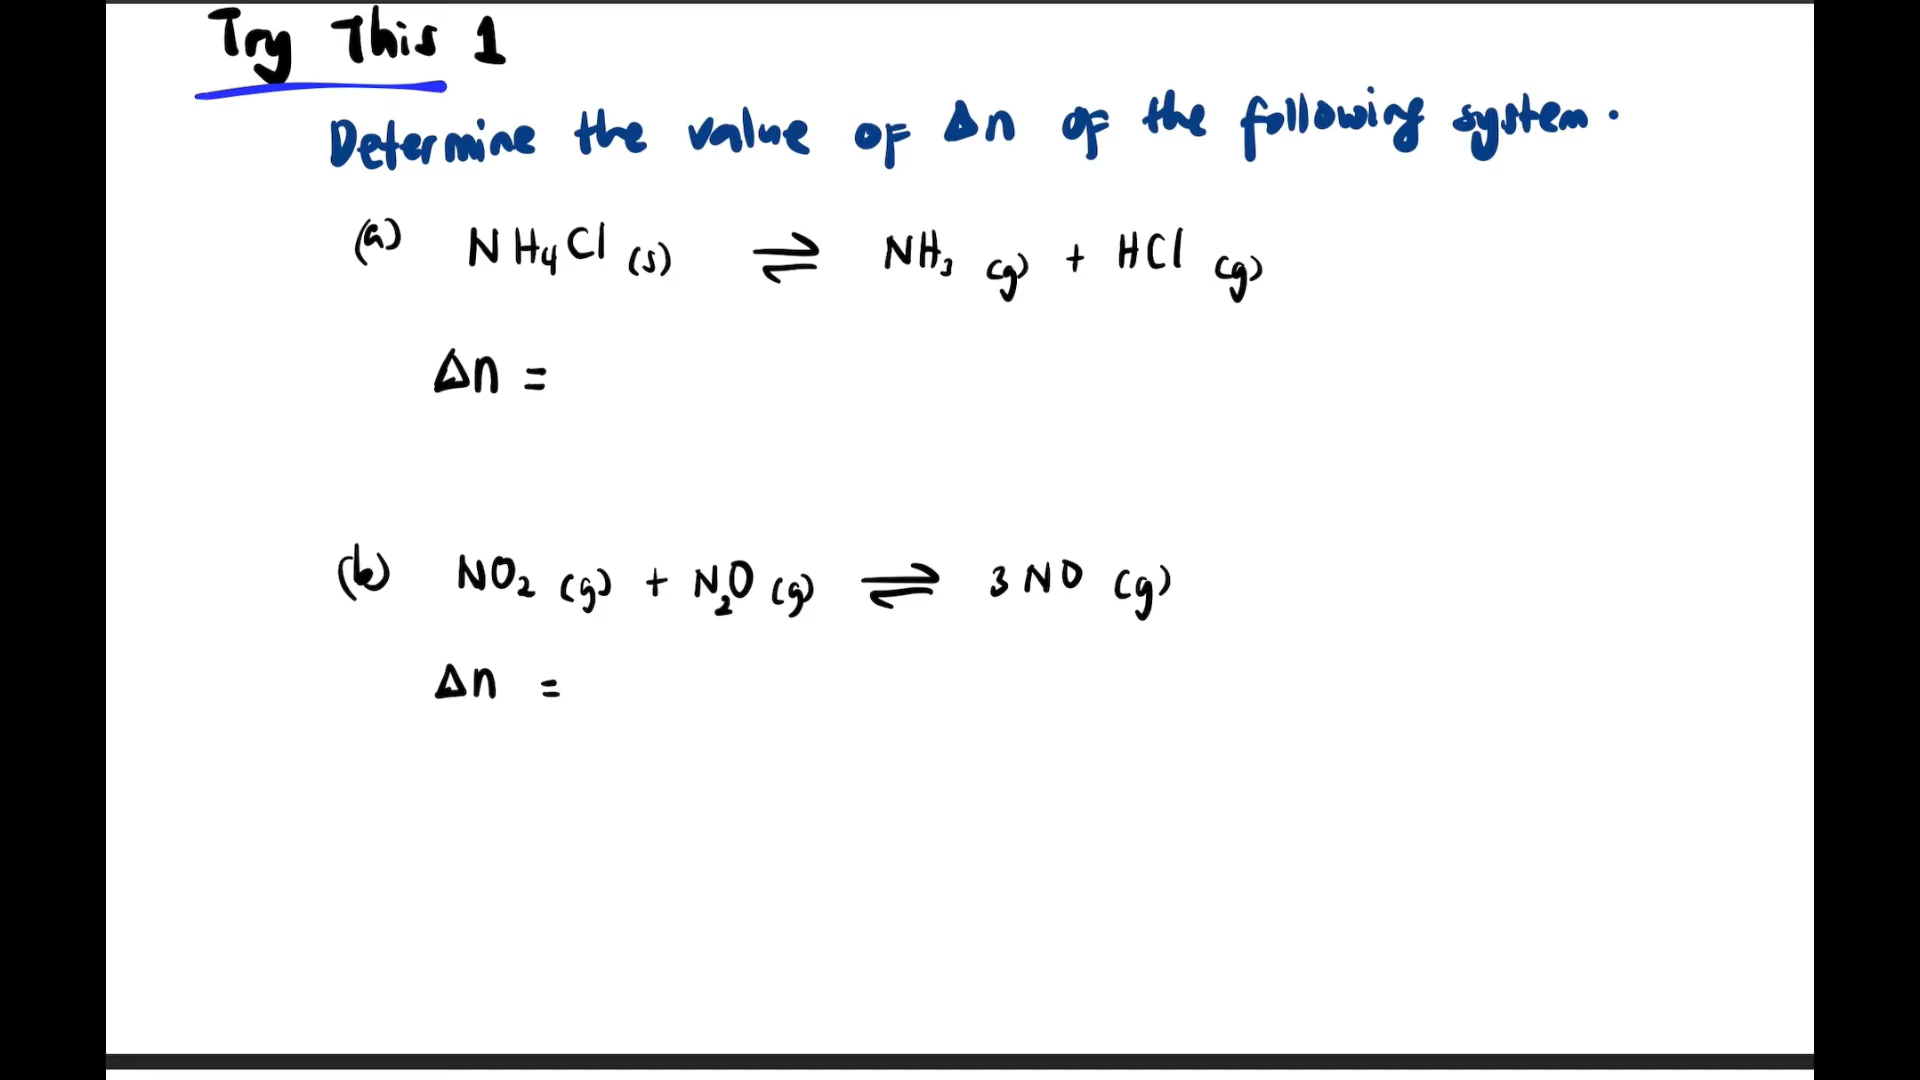 Try This 1
Determine the value of Δn of the following system.
(a) NH₄Cl (s) ⇌ NH₃ (g) + HCl (g)
Δn =
(b) NO₂ (g) + N₂O (g) ⇌ 3 NO (g)
Δn =